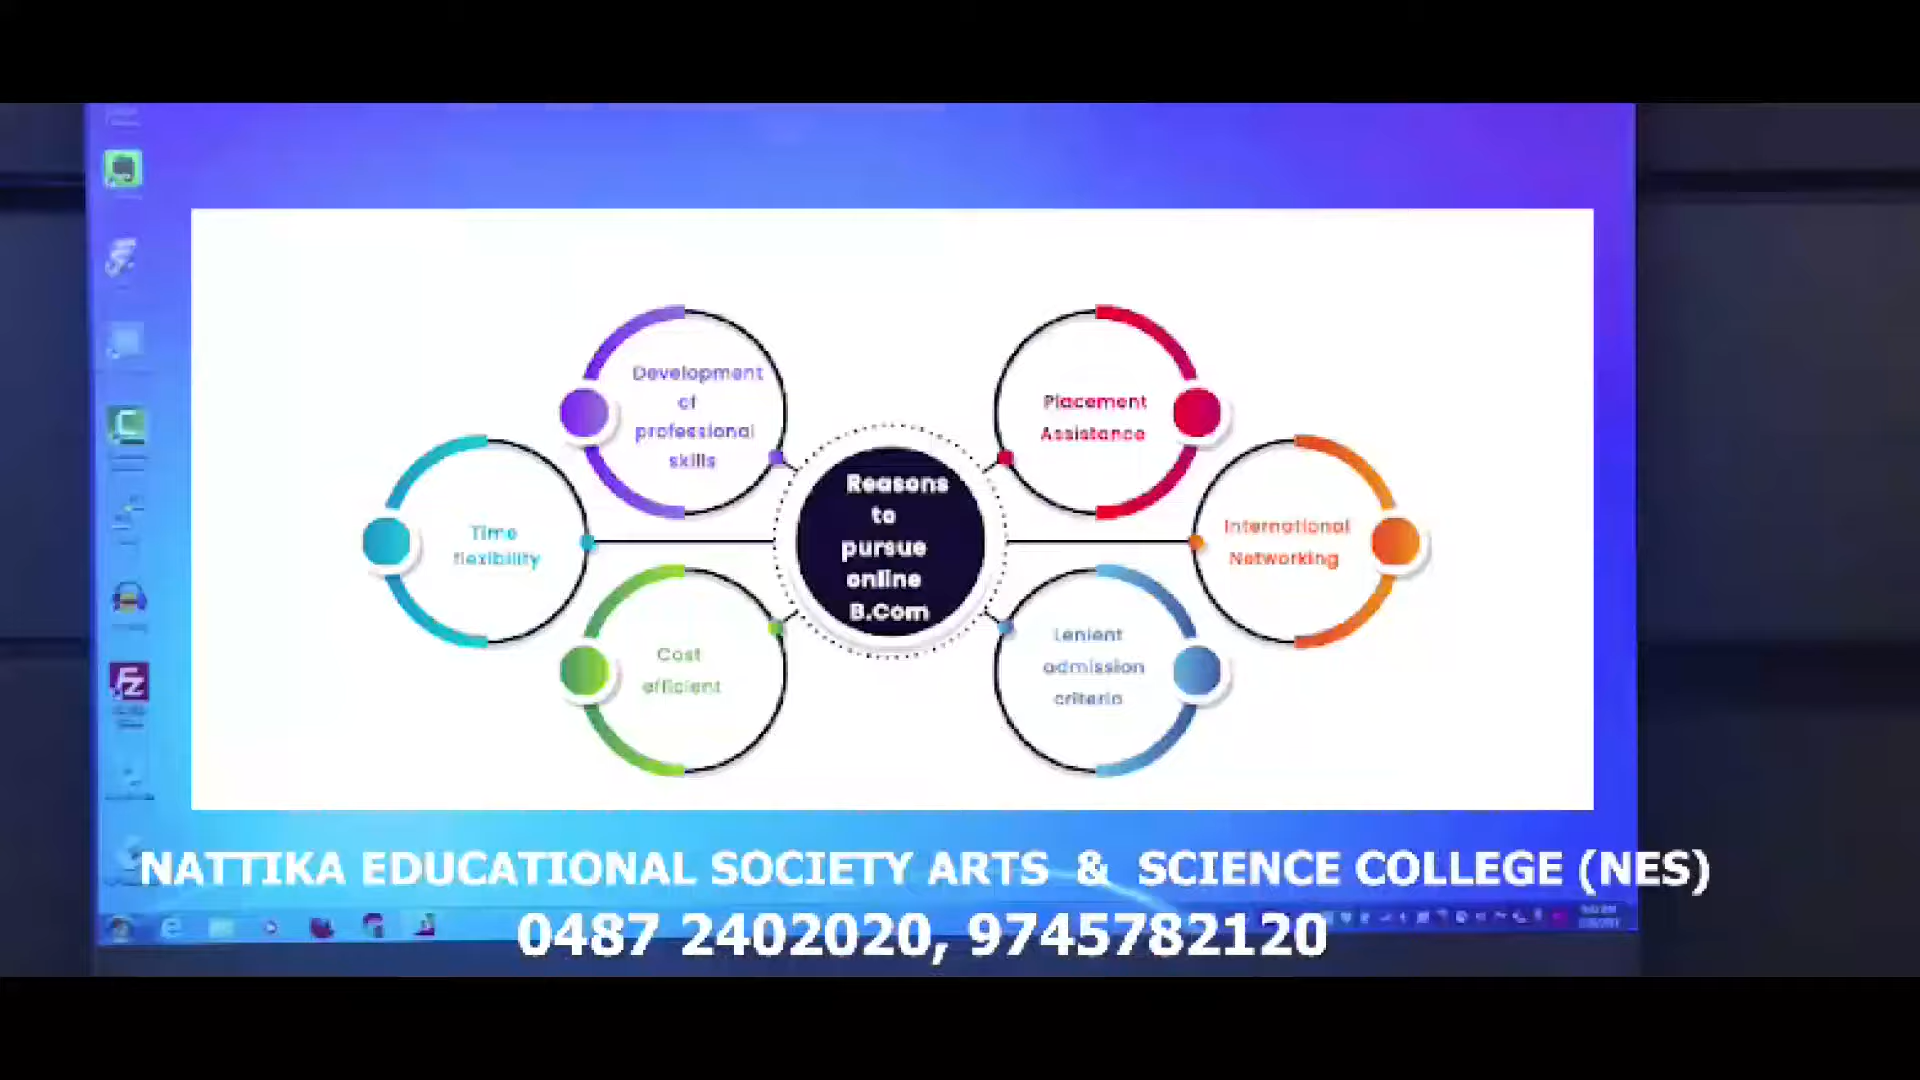 Development
of
professional
skills
Placement
Assistance
Time
flexibility
Reasons
to
pursue
online
B.Com
International
Networking
Cost
efficient
Lenient
admission
criteria
NATTIKA EDUCATIONAL SOCIETY ARTS & SCIENCE COLLEGE (NES)
0487 2402020, 9745782120